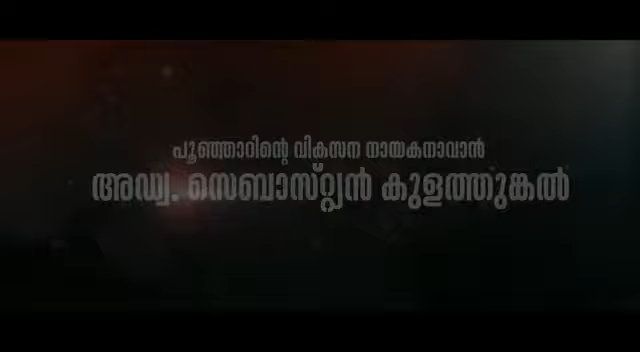 പൂഞ്ഞാറിന്റെ വികസന നായകനാവാൻ
അഡ്വ. സെബാസ്റ്റ്യൻ കുളത്തുങ്കൽ